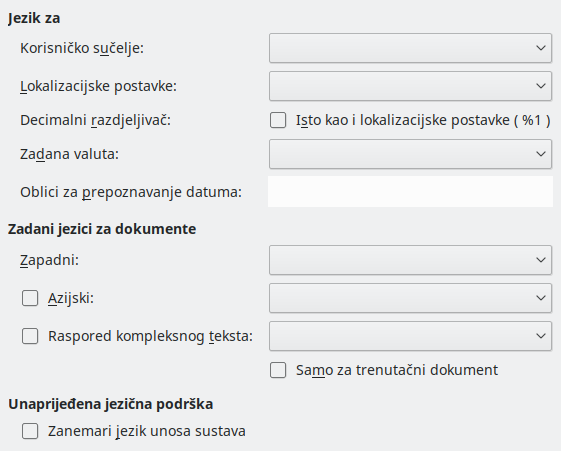 Jezik za
Korisničko sučelje:
Lokalizacijske postavke:
Decimalni razdjeljivač:
Isto kao i lokalizacijske postavke ( %1 )
Zadana valuta:
Oblici za prepoznavanje datuma:
Zadani jezici za dokumente
Zapadni:
Azijski:
Raspored kompleksnog teksta:
Samo za trenutačni dokument
Unaprijeđena jezična podrška
Zanemari jezik unosa sustava